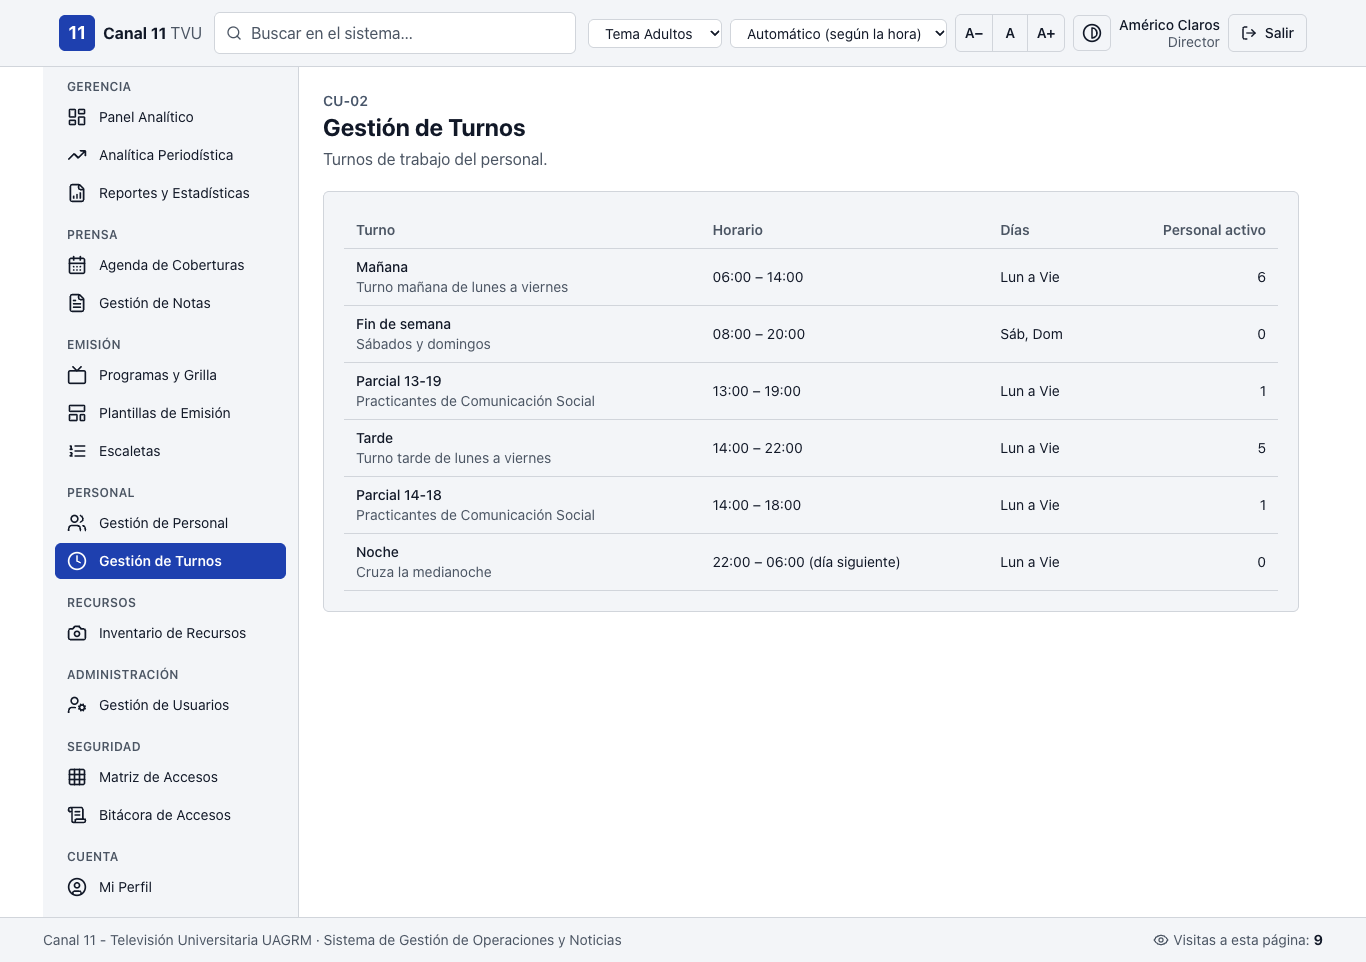 11 Canal 11 TVU
Buscar en el sistema...
Tema Adultos
Automático (según la hora)
A− A A+
Américo Claros
Director
Salir
GERENCIA
Panel Analítico
Analítica Periodística
Reportes y Estadísticas
PRENSA
Agenda de Coberturas
Gestión de Notas
EMISIÓN
Programas y Grilla
Plantillas de Emisión
Escaletas
PERSONAL
Gestión de Personal
Gestión de Turnos
RECURSOS
Inventario de Recursos
ADMINISTRACIÓN
Gestión de Usuarios
SEGURIDAD
Matriz de Accesos
Bitácora de Accesos
CUENTA
Mi Perfil
CU-02
Gestión de Turnos
Turnos de trabajo del personal.
Turno Horario Días Personal activo
Mañana
Turno mañana de lunes a viernes
06:00 – 14:00 Lun a Vie 6
Fin de semana
Sábados y domingos
08:00 – 20:00 Sáb, Dom 0
Parcial 13-19
Practicantes de Comunicación Social
13:00 – 19:00 Lun a Vie 1
Tarde
Turno tarde de lunes a viernes
14:00 – 22:00 Lun a Vie 5
Parcial 14-18
Practicantes de Comunicación Social
14:00 – 18:00 Lun a Vie 1
Noche
Cruza la medianoche
22:00 – 06:00 (día siguiente) Lun a Vie 0
Canal 11 - Televisión Universitaria UAGRM · Sistema de Gestión de Operaciones y Noticias
Visitas a esta página: 9